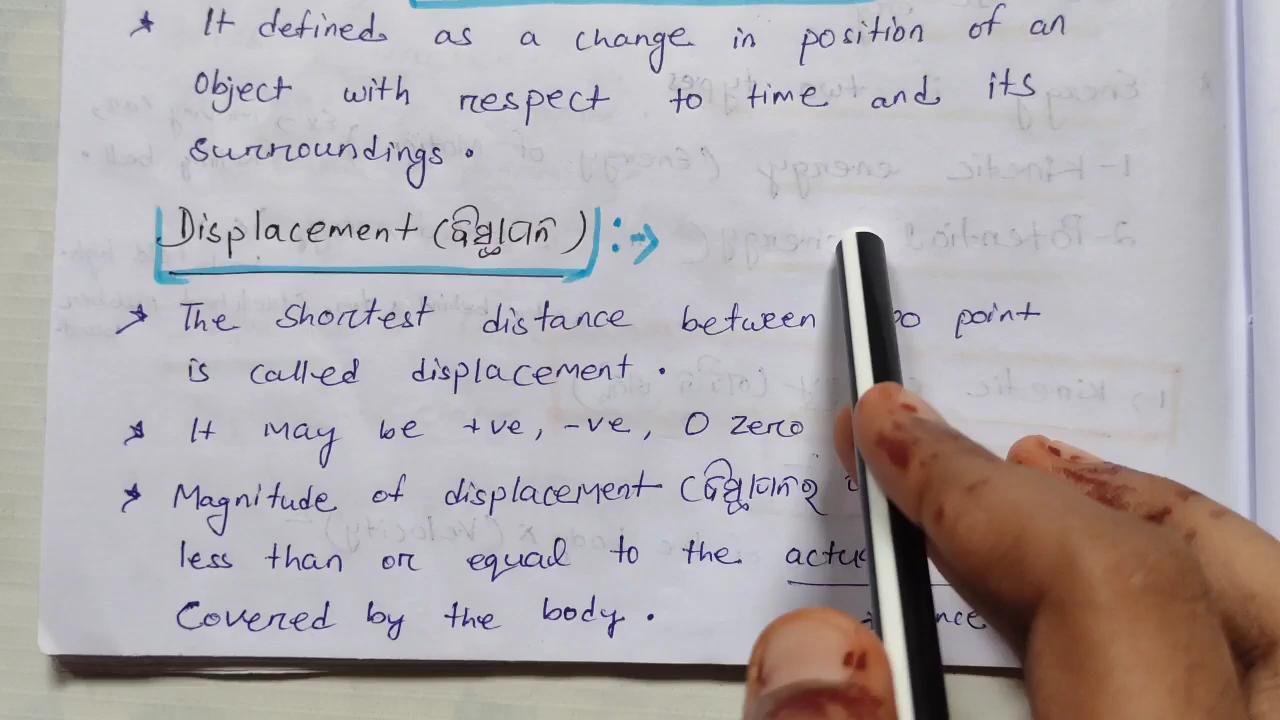 It defined as a change in position of an
object with respect to time and its
surroundings.
Displacement (ବିସ୍ଥାପନ) :→
The shortest distance between point
is called displacement.
It may be +ve, -ve, 0 zero
Magnitude of displacement (ବିସ୍ଥାପନର
less than or equal to the
Covered by the body.